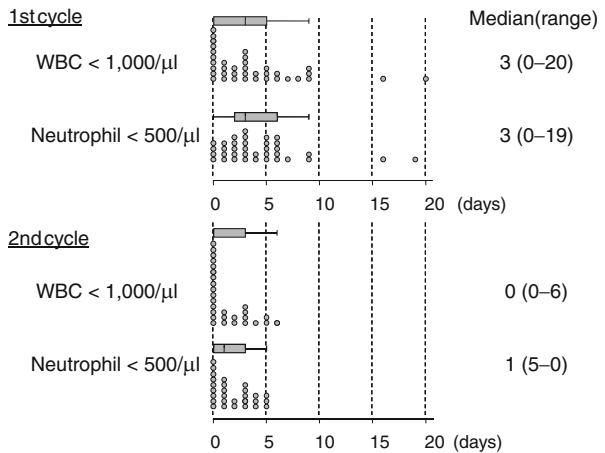 1st cycle
Median(range)
WBC < 1,000/μl
3 (0–20)
Neutrophil < 500/μl
3 (0–19)
0 5 10 15 20 (days)
2nd cycle
WBC < 1,000/μl
0 (0–6)
Neutrophil < 500/μl
1 (5–0)
0 5 10 15 20 (days)